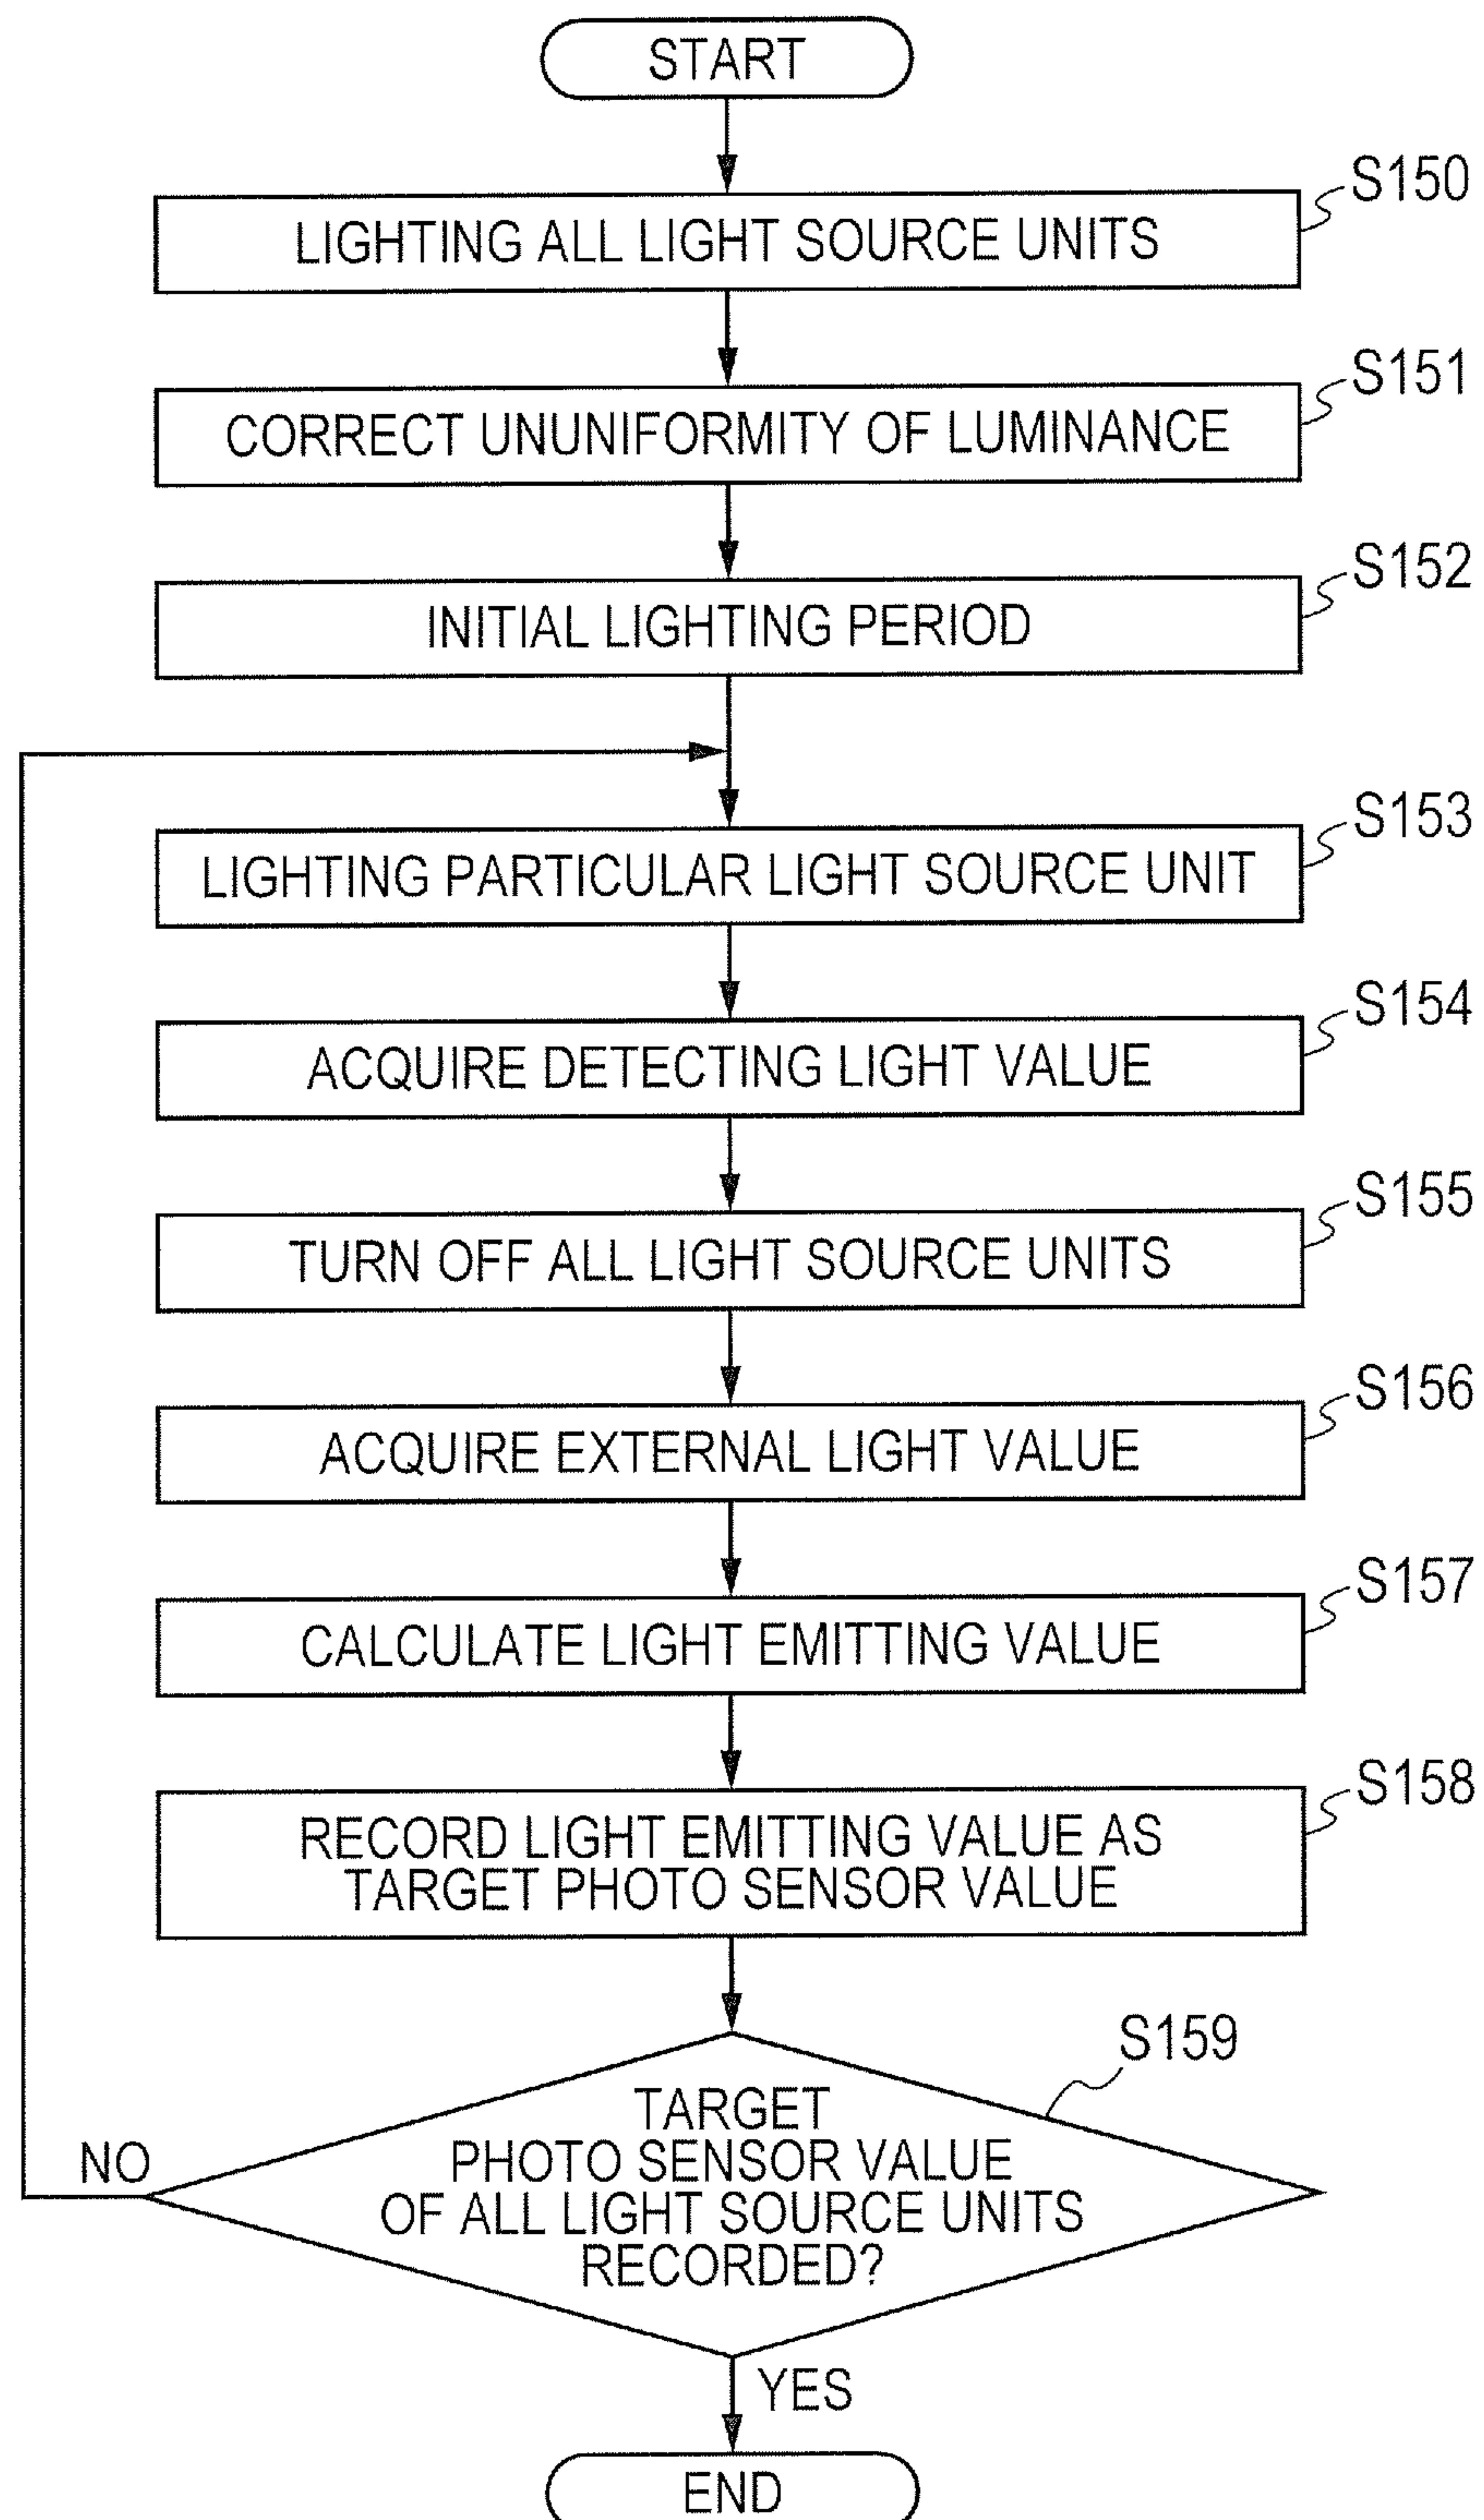 START
S150
LIGHTING ALL LIGHT SOURCE UNITS
S151
CORRECT UNUNIFORMITY OF LUMINANCE
S152
INITIAL LIGHTING PERIOD
S153
LIGHTING PARTICULAR LIGHT SOURCE UNIT
S154
ACQUIRE DETECTING LIGHT VALUE
S155
TURN OFF ALL LIGHT SOURCE UNITS
S156
ACQUIRE EXTERNAL LIGHT VALUE
S157
CALCULATE LIGHT EMITTING VALUE
S158
RECORD LIGHT EMITTING VALUE AS
TARGET PHOTO SENSOR VALUE
S159
TARGET
PHOTO SENSOR VALUE
OF ALL LIGHT SOURCE UNITS
RECORDED?
NO
YES
END